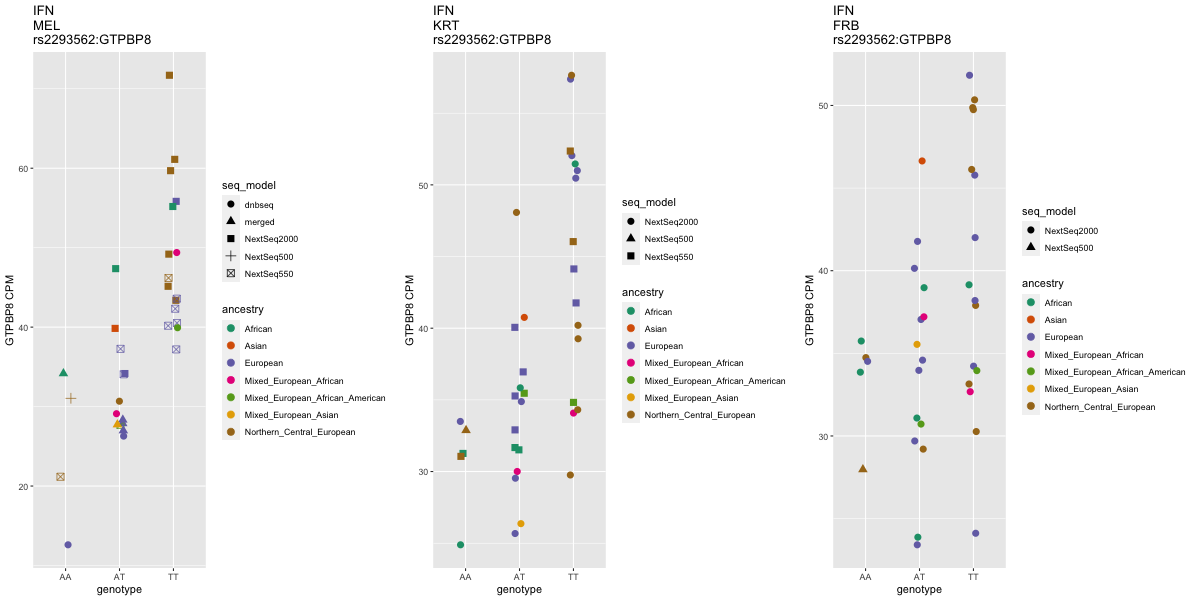 IFN
MEL
rs2293562:GTPBP8
GTPBP8 CPM
60
40
20
AA
AT
TT
genotype
seq_model
dnbseq
merged
NextSeq2000
NextSeq500
NextSeq550
ancestry
African
Asian
European
Mixed_European_African
Mixed_European_African_American
Mixed_European_Asian
Northern_Central_European
IFN
KRT
rs2293562:GTPBP8
GTPBP8 CPM
50
40
30
AA
AT
TT
genotype
seq_model
NextSeq2000
NextSeq500
NextSeq550
ancestry
African
Asian
European
Mixed_European_African
Mixed_European_African_American
Mixed_European_Asian
Northern_Central_European
IFN
FRB
rs2293562:GTPBP8
GTPBP8 CPM
50
40
30
AA
AT
TT
genotype
seq_model
NextSeq2000
NextSeq500
ancestry
African
Asian
European
Mixed_European_African
Mixed_European_African_American
Mixed_European_Asian
Northern_Central_European